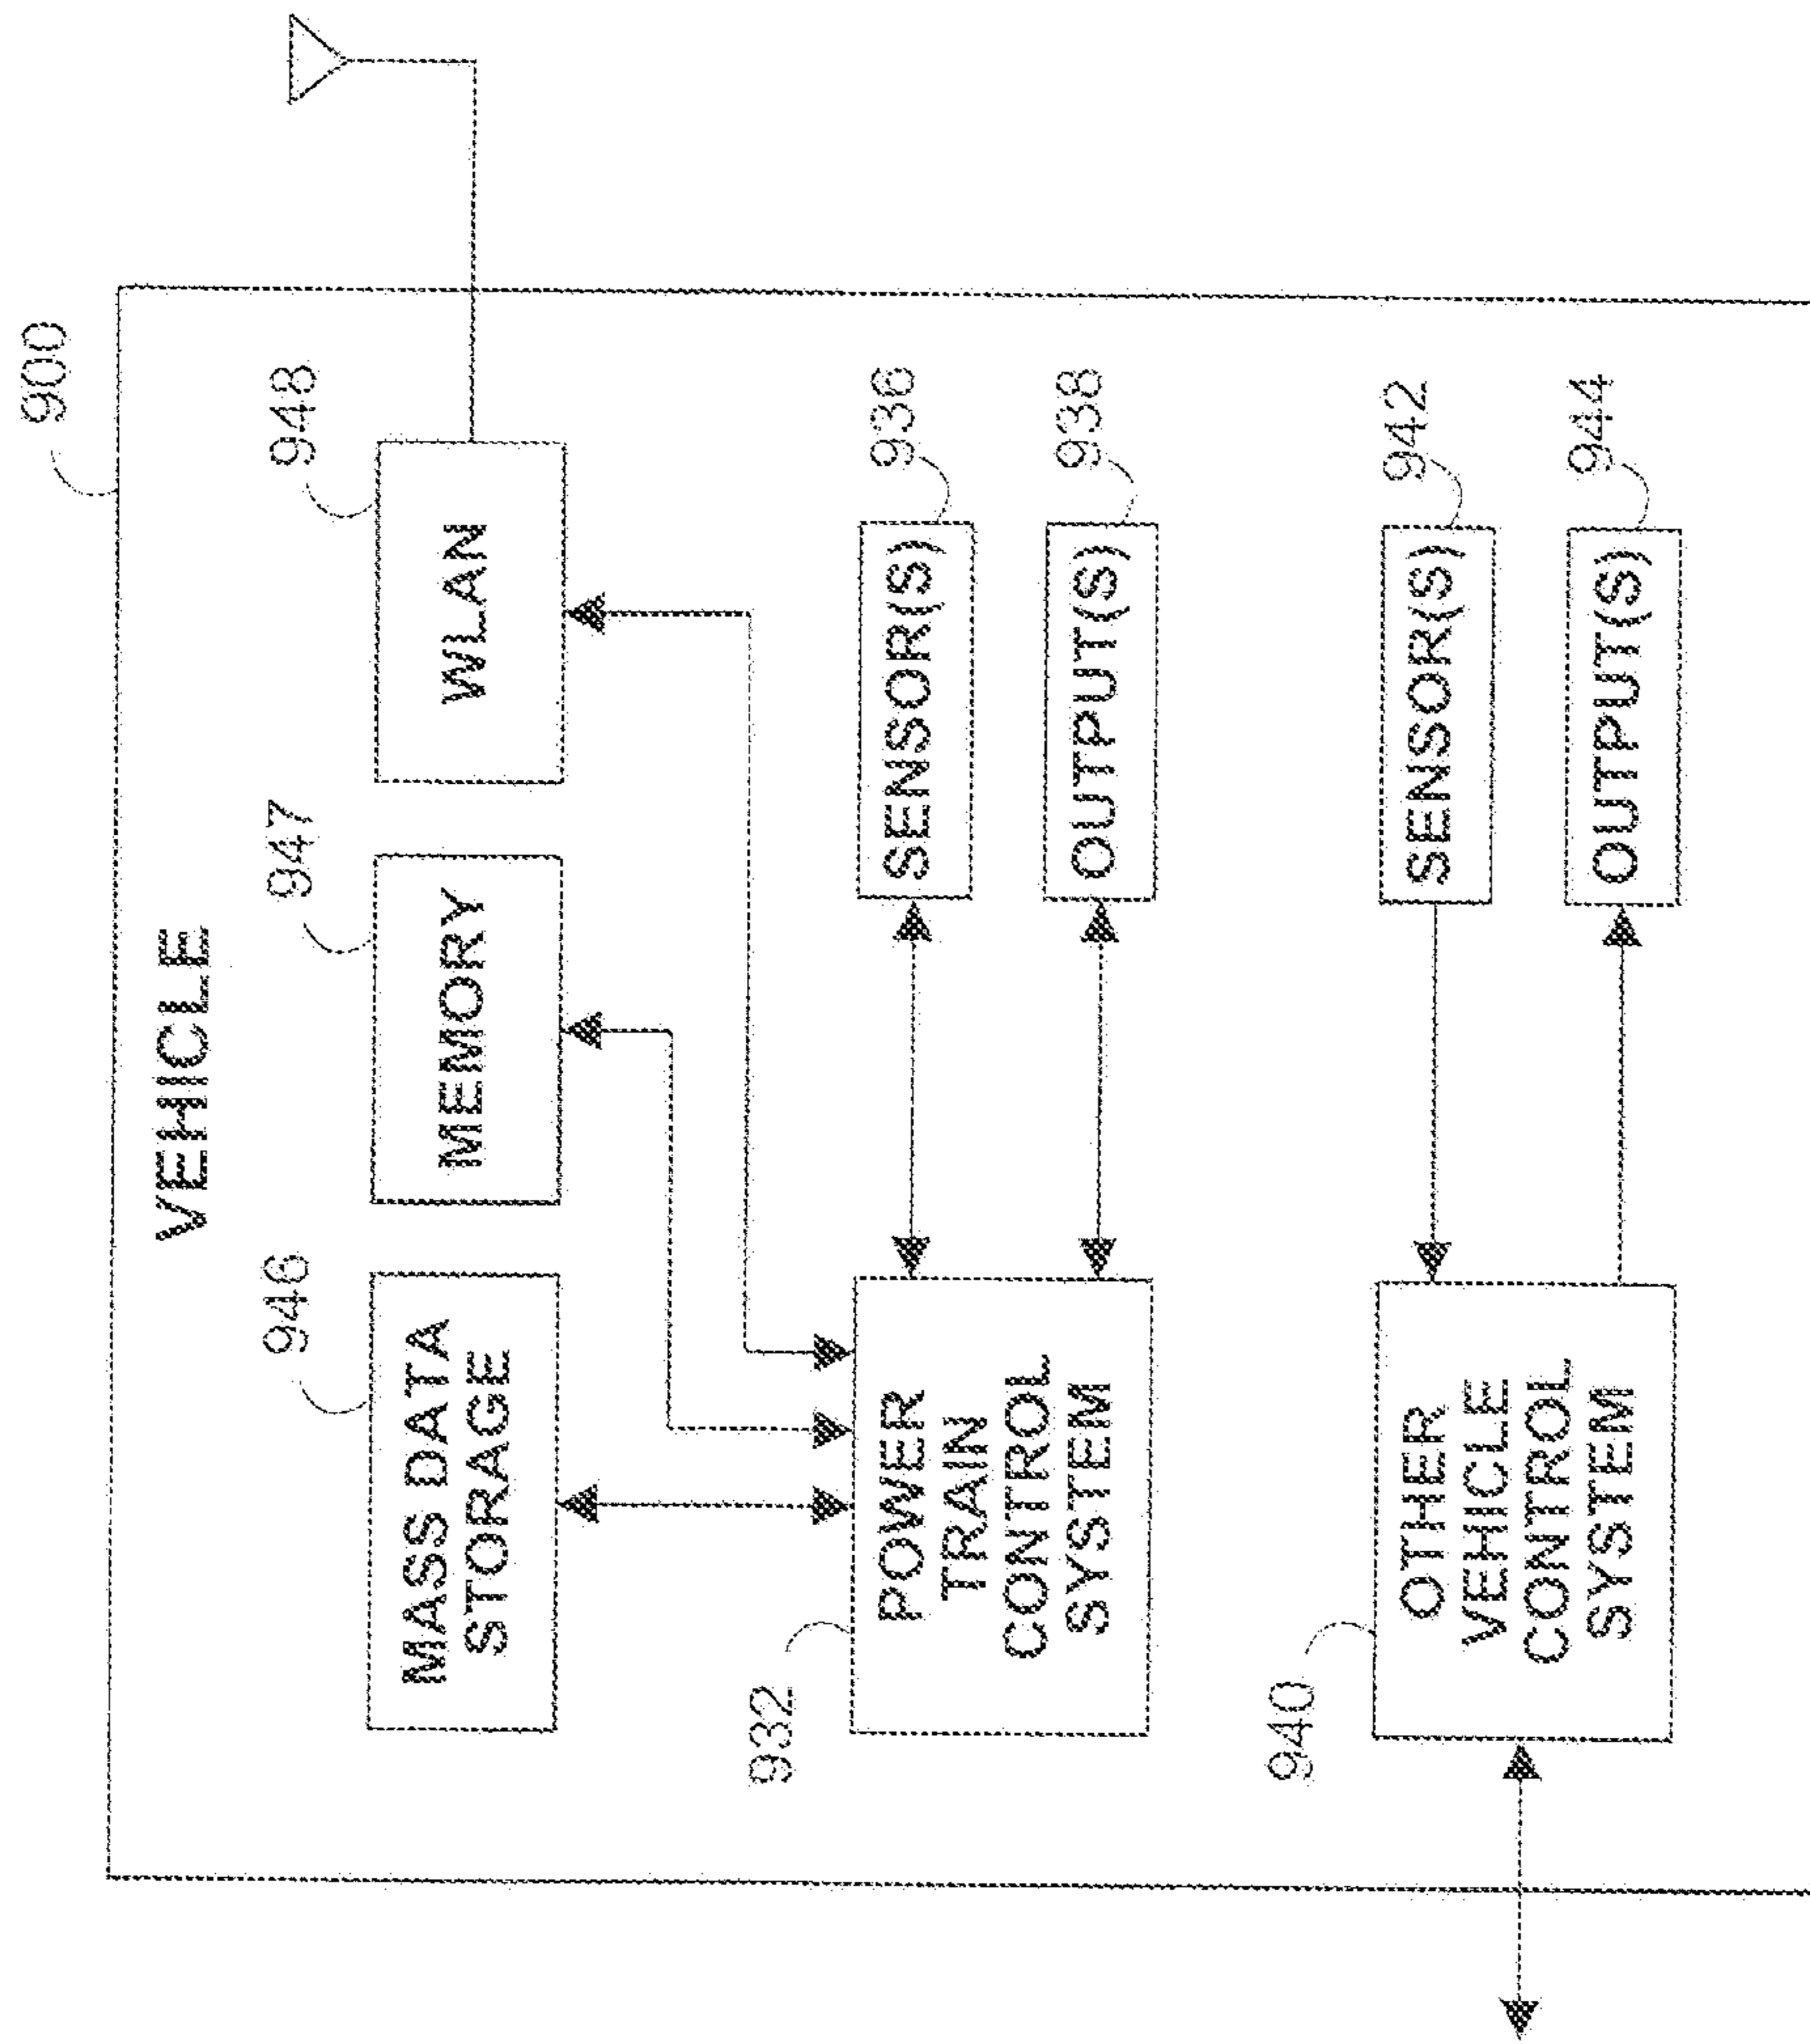 900
VEHICLE
946
947
948
MASS DATA
STORAGE
MEMORY
WLAN
932
POWER
TRAIN
CONTROL
SYSTEM
SENSOR(S)
936
OUTPUT(S)
938
940
OTHER
VEHICLE
CONTROL
SYSTEM
SENSOR(S)
942
OUTPUT(S)
944